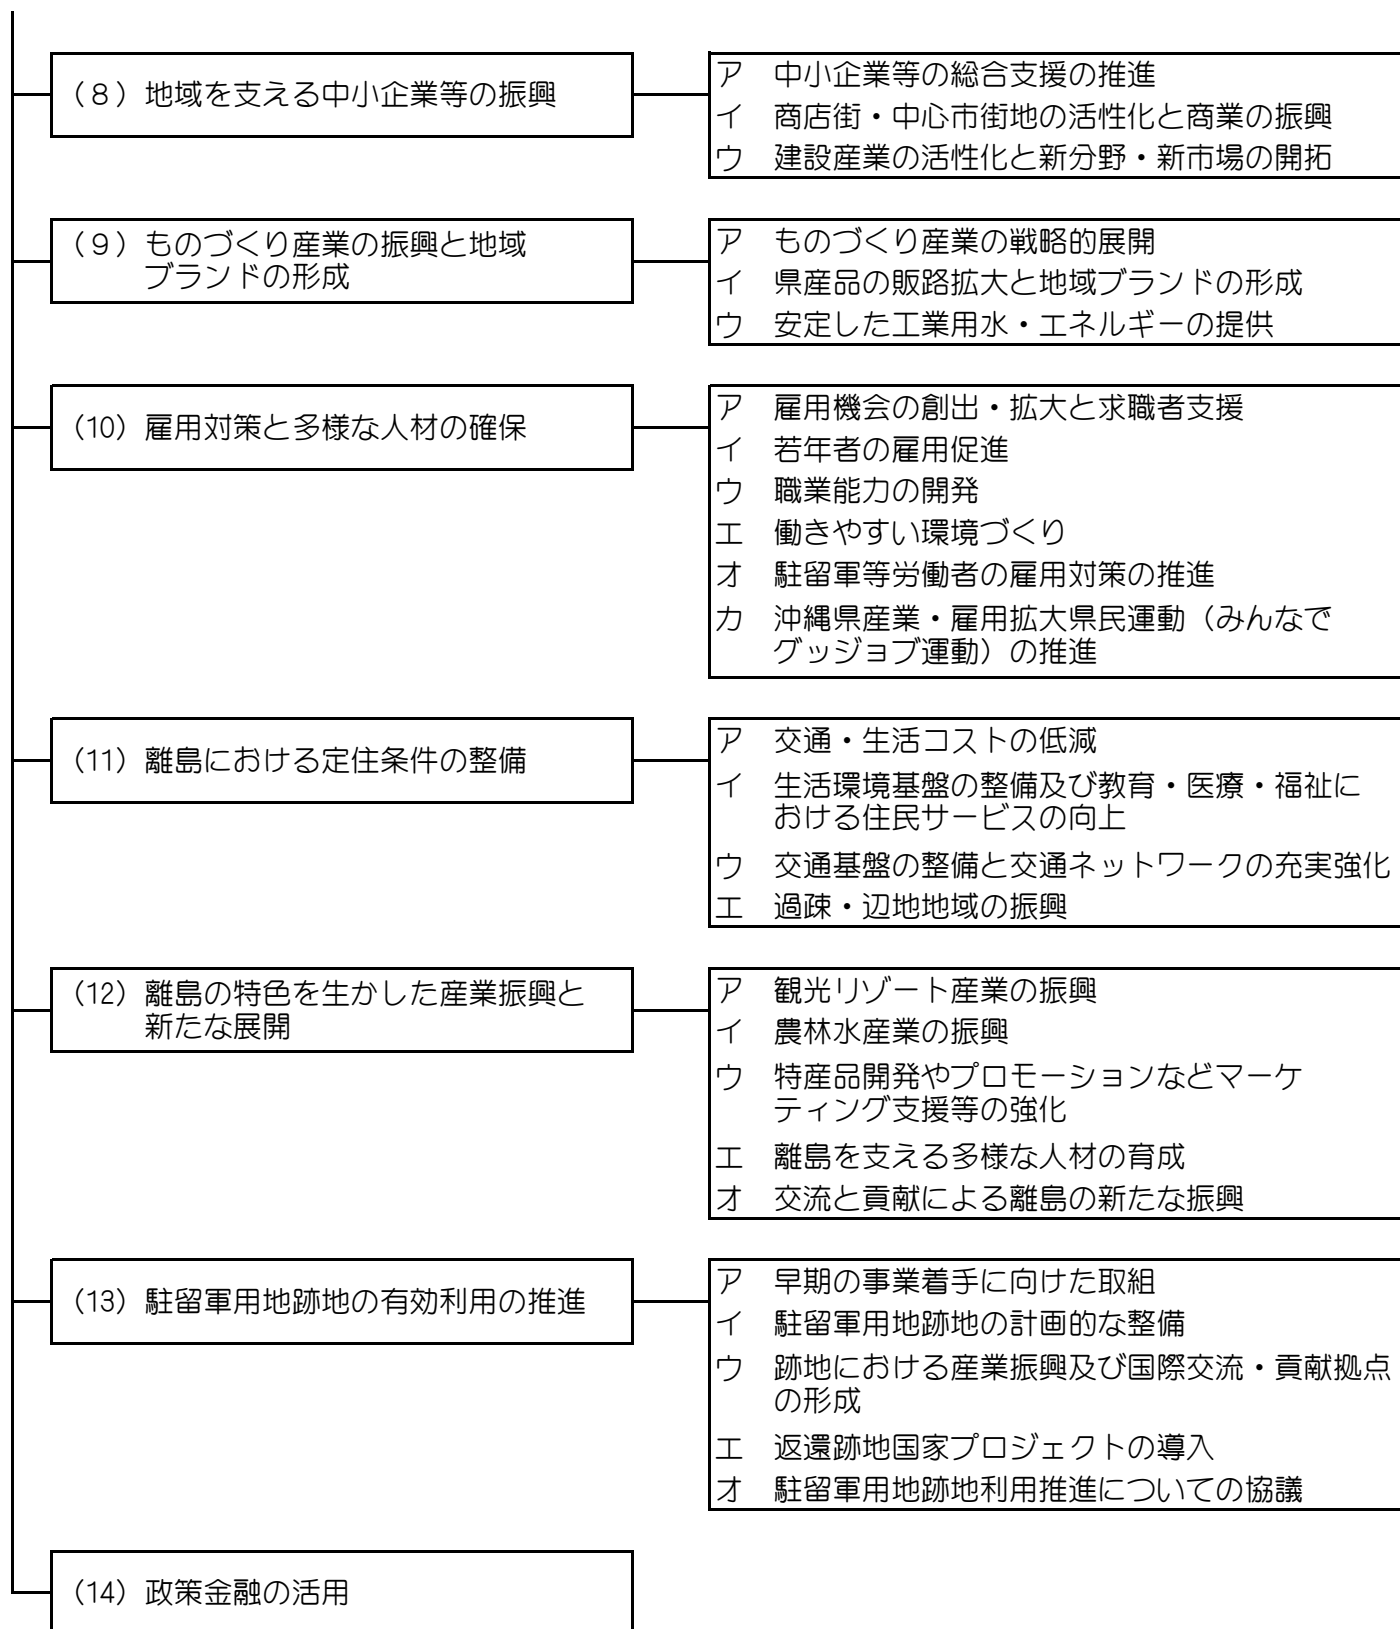 （８）地域を支える中小企業等の振興
ア　中小企業等の総合支援の推進
イ　商店街・中心市街地の活性化と商業の振興
ウ　建設産業の活性化と新分野・新市場の開拓
（９）ものづくり産業の振興と地域
ブランドの形成
ア　ものづくり産業の戦略的展開
イ　県産品の販路拡大と地域ブランドの形成
ウ　安定した工業用水・エネルギーの提供
（10）雇用対策と多様な人材の確保
ア　雇用機会の創出・拡大と求職者支援
イ　若年者の雇用促進
ウ　職業能力の開発
エ　働きやすい環境づくり
オ　駐留軍等労働者の雇用対策の推進
カ　沖縄県産業・雇用拡大県民運動（みんなで
グッジョブ運動）の推進
（11）離島における定住条件の整備
ア　交通・生活コストの低減
イ　生活環境基盤の整備及び教育・医療・福祉に
おける住民サービスの向上
ウ　交通基盤の整備と交通ネットワークの充実強化
エ　過疎・辺地地域の振興
（12）離島の特色を生かした産業振興と
新たな展開
ア　観光リゾート産業の振興
イ　農林水産業の振興
ウ　特産品開発やプロモーションなどマーケ
ティング支援等の強化
エ　離島を支える多様な人材の育成
オ　交流と貢献による離島の新たな振興
（13）駐留軍用地跡地の有効利用の推進
ア　早期の事業着手に向けた取組
イ　駐留軍用地跡地の計画的な整備
ウ　跡地における産業振興及び国際交流・貢献拠点
の形成
エ　返還跡地国家プロジェクトの導入
オ　駐留軍用地跡地利用推進についての協議
（14）政策金融の活用